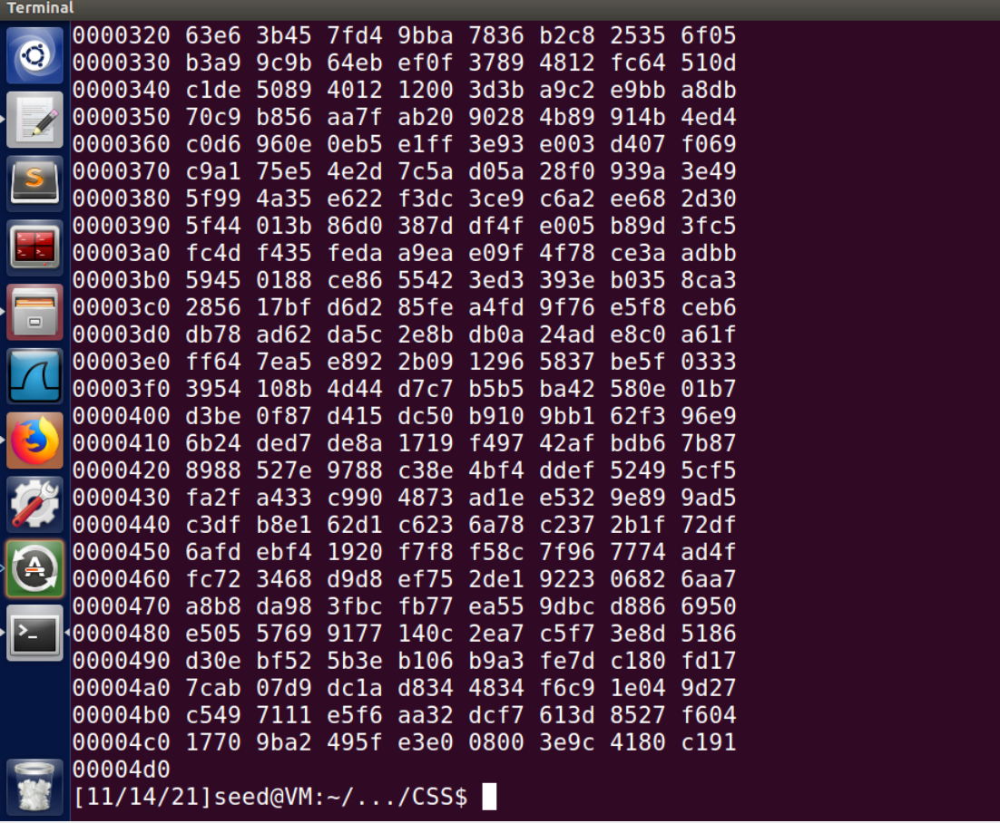 Terminal
0000320 63e6 3b45 7fd4 9bba 7836 b2c8 2535 6f05
0000330 b3a9 9c9b 64eb ef0f 3789 4812 fc64 510d
0000340 c1de 5089 4012 1200 3d3b a9c2 e9bb a8db
0000350 70c9 b856 aa7f ab20 9028 4b89 914b 4ed4
0000360 c0d6 960e 0eb5 e1ff 3e93 e003 d407 f069
0000370 c9a1 75e5 4e2d 7c5a d05a 28f0 939a 3e49
0000380 5f99 4a35 e622 f3dc 3ce9 c6a2 ee68 2d30
0000390 5f44 013b 86d0 387d df4f e005 b89d 3fc5
00003a0 fc4d f435 feda a9ea e09f 4f78 ce3a adbb
00003b0 5945 0188 ce86 5542 3ed3 393e b035 8ca3
00003c0 2856 17bf d6d2 85fe a4fd 9f76 e5f8 ceb6
00003d0 db78 ad62 da5c 2e8b db0a 24ad e8c0 a61f
00003e0 ff64 7ea5 e892 2b09 1296 5837 be5f 0333
00003f0 3954 108b 4d44 d7c7 b5b5 ba42 580e 01b7
0000400 d3be 0f87 d415 dc50 b910 9bb1 62f3 96e9
0000410 6b24 ded7 de8a 1719 f497 42af bdb6 7b87
0000420 8988 527e 9788 c38e 4bf4 ddef 5249 5cf5
0000430 fa2f a433 c990 4873 ad1e e532 9e89 9ad5
0000440 c3df b8e1 62d1 c623 6a78 c237 2b1f 72df
0000450 6afd ebf4 1920 f7f8 f58c 7f96 7774 ad4f
0000460 fc72 3468 d9d8 ef75 2de1 9223 0682 6aa7
0000470 a8b8 da98 3fbc fb77 ea55 9dbc d886 6950
0000480 e505 5769 9177 140c 2ea7 c5f7 3e8d 5186
0000490 d30e bf52 5b3e b106 b9a3 fe7d c180 fd17
00004a0 7cab 07d9 dc1a d834 4834 f6c9 1e04 9d27
00004b0 c549 7111 e5f6 aa32 dcf7 613d 8527 f604
00004c0 1770 9ba2 495f e3e0 0800 3e9c 4180 c191
00004d0
[11/14/21]seed@VM:~/.../CSS$